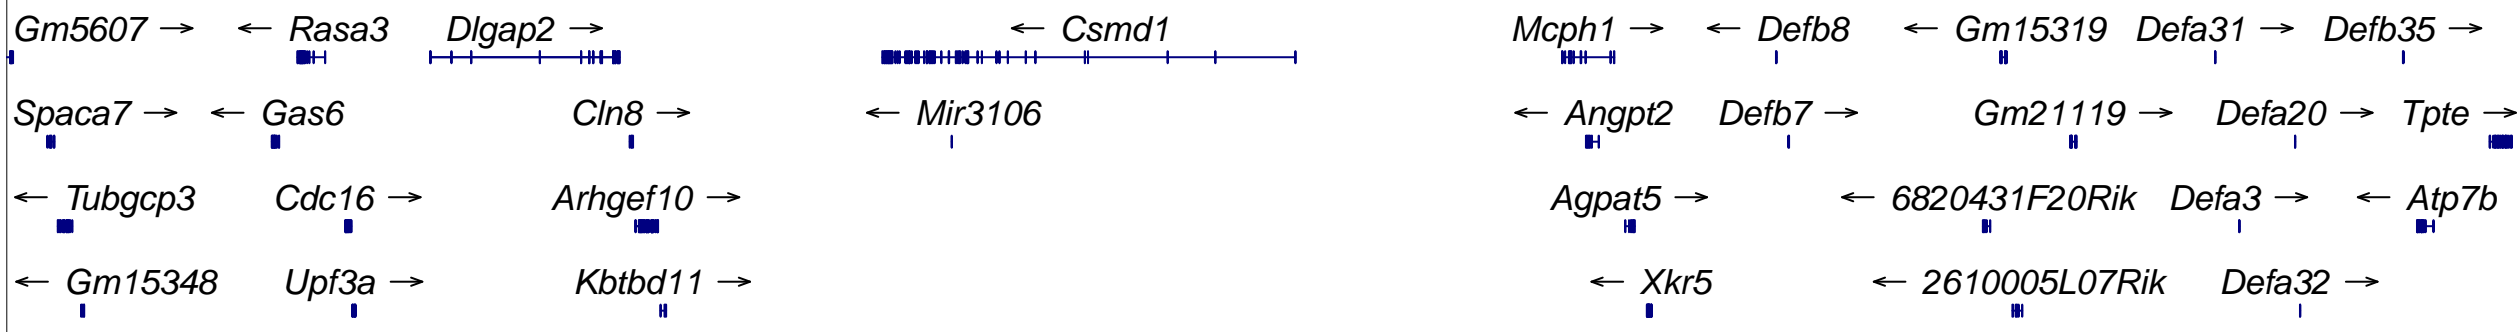 Gm5607 → ← Rasa3 Dlgap2 → ← Csmd1 Mcph1 → ← Defb8 ← Gm15319 Defa31 → Defb35 →
Spaca7 → ← Gas6 Cln8 → ← Mir3106 ← Angpt2 Defb7 → Gm21119 → Defa20 → Tpte →
← Tubgcp3 Cdc16 → Arhgef10 → Agpat5 → ← 6820431F20Rik Defa3 → ← Atp7b
← Gm15348 Upf3a → Kbtbd11 → ← Xkr5 ← 2610005L07Rik Defa32 →